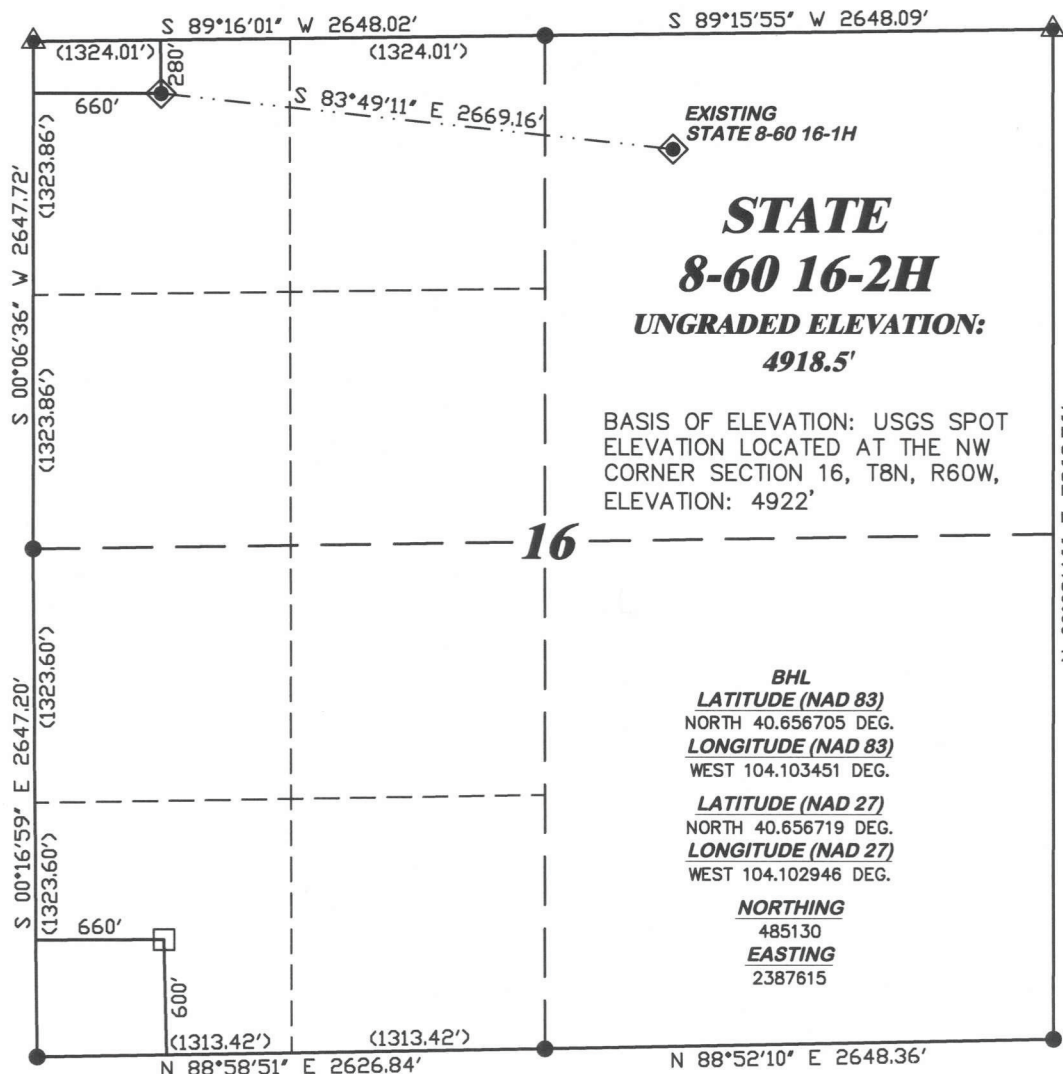 S 89°16'01" W 2648.02'
S 89°15'55" W 2648.09'
(1324.01')
280'
(1324.01')
660'
S 83°49'11" E 2669.16'
EXISTING
STATE 8-60 16-1H
S 00°06'36" W 2647.72'
(1323.86')
(1323.86')
STATE
8-60 16-2H
UNGRADED ELEVATION:
4918.5'
BASIS OF ELEVATION: USGS SPOT
ELEVATION LOCATED AT THE NW
CORNER SECTION 16, T8N, R60W,
ELEVATION: 4922'
16
S 00°16'59" E 2647.20'
(1323.60')
(1323.60')
BHL
LATITUDE (NAD 83)
NORTH 40.656705 DEG.
LONGITUDE (NAD 83)
WEST 104.103451 DEG.
LATITUDE (NAD 27)
NORTH 40.656719 DEG.
LONGITUDE (NAD 27)
WEST 104.102946 DEG.
NORTHING
485130
EASTING
2387615
660'
600'
(1313.42')
(1313.42')
N 88°58'51" E 2626.84'
N 88°52'10" E 2648.36'